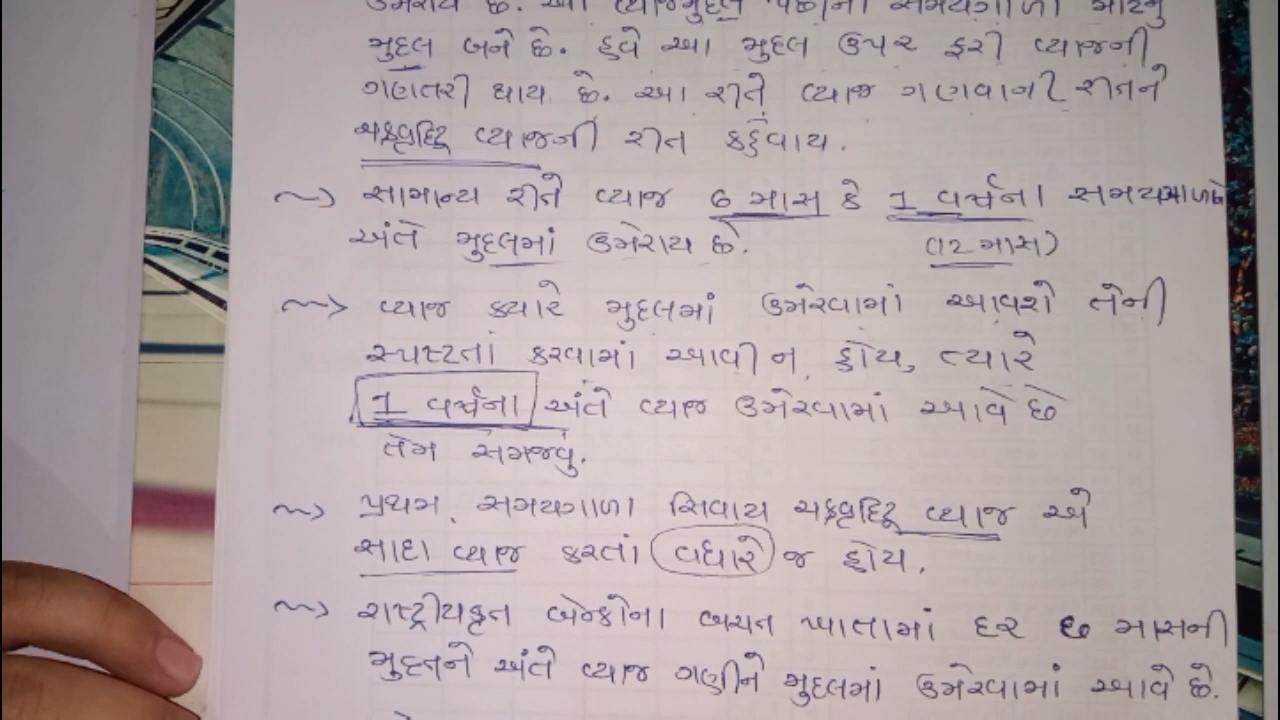 ઉમેરાય છે. આ વ્યાજમુદ્દલ પછીના સમયગાળા માટેનું
મુદ્દલ બને છે. હવે આ મુદ્દલ ઉપર ફરી વ્યાજની
ગણતરી થાય છે. આ રીતે વ્યાજ ગણવાની રીતને
ચક્રવૃદ્ધિ વ્યાજની રીત કહેવાય.
~> સામાન્ય રીતે વ્યાજ 6 માસ કે 1 વર્ષના સમયગાળાને
અંતે મુદ્દલમાં ઉમેરાય છે. (12 માસ)
~> વ્યાજ ક્યારે મુદ્દલમાં ઉમેરવામાં આવશે તેની
સ્પષ્ટતા કરવામાં આવી ન હોય, ત્યારે
1 વર્ષના અંતે વ્યાજ ઉમેરવામાં આવે છે
તેમ સમજવું.
~> પ્રથમ સમયગાળા સિવાય ચક્રવૃદ્ધિ વ્યાજ એ
સાદા વ્યાજ કરતાં વધારે જ હોય.
~> રાષ્ટ્રીયકૃત બેન્કોના બચત ખાતામાં દર છ માસની
મુદ્દતને અંતે વ્યાજ ગણીને મુદ્દલમાં ઉમેરવામાં આવે છે.